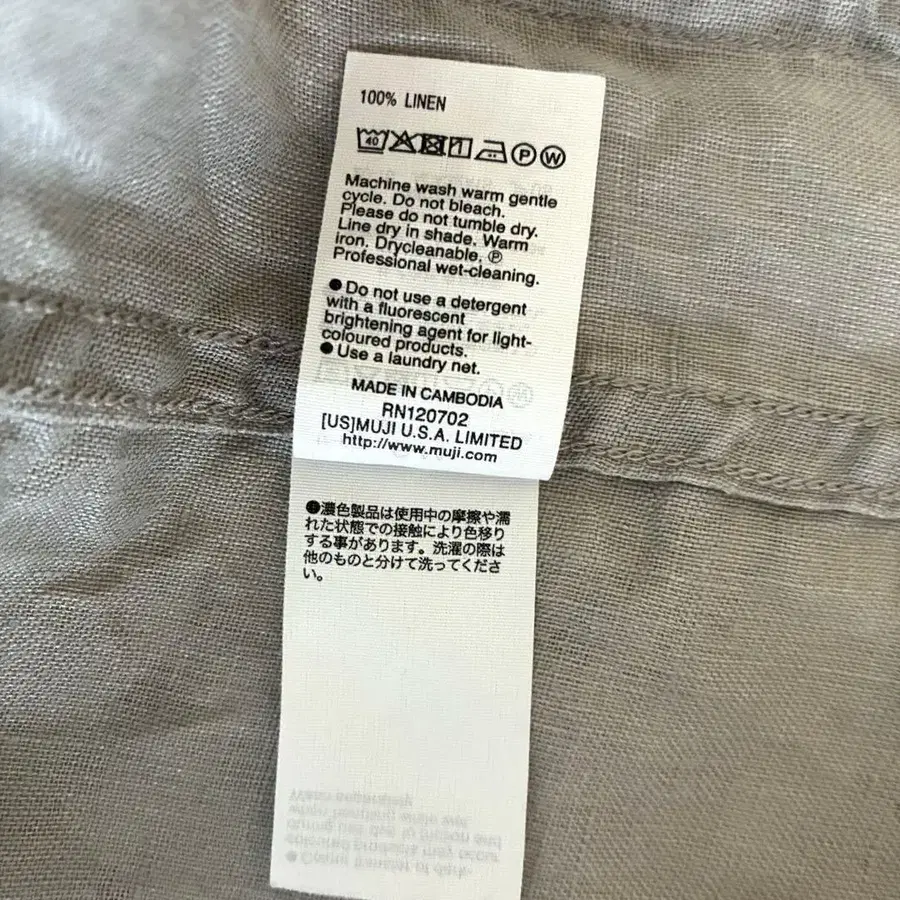 100% LINEN
40
P W
Machine wash warm gentle
cycle. Do not bleach.
Please do not tumble dry.
Line dry in shade. Warm
iron. Drycleanable, Ⓟ
Professional wet-cleaning.
● Do not use a detergent
with a fluorescent
brightening agent for light-
coloured products.
● Use a laundry net.
MADE IN CAMBODIA
RN120702
[US]MUJI U.S.A. LIMITED
http://www.muji.com
●濃色製品は使用中の摩擦や濡
れた状態での接触により色移り
する事があります。洗濯の際は
他のものと分けて洗ってくださ
い。